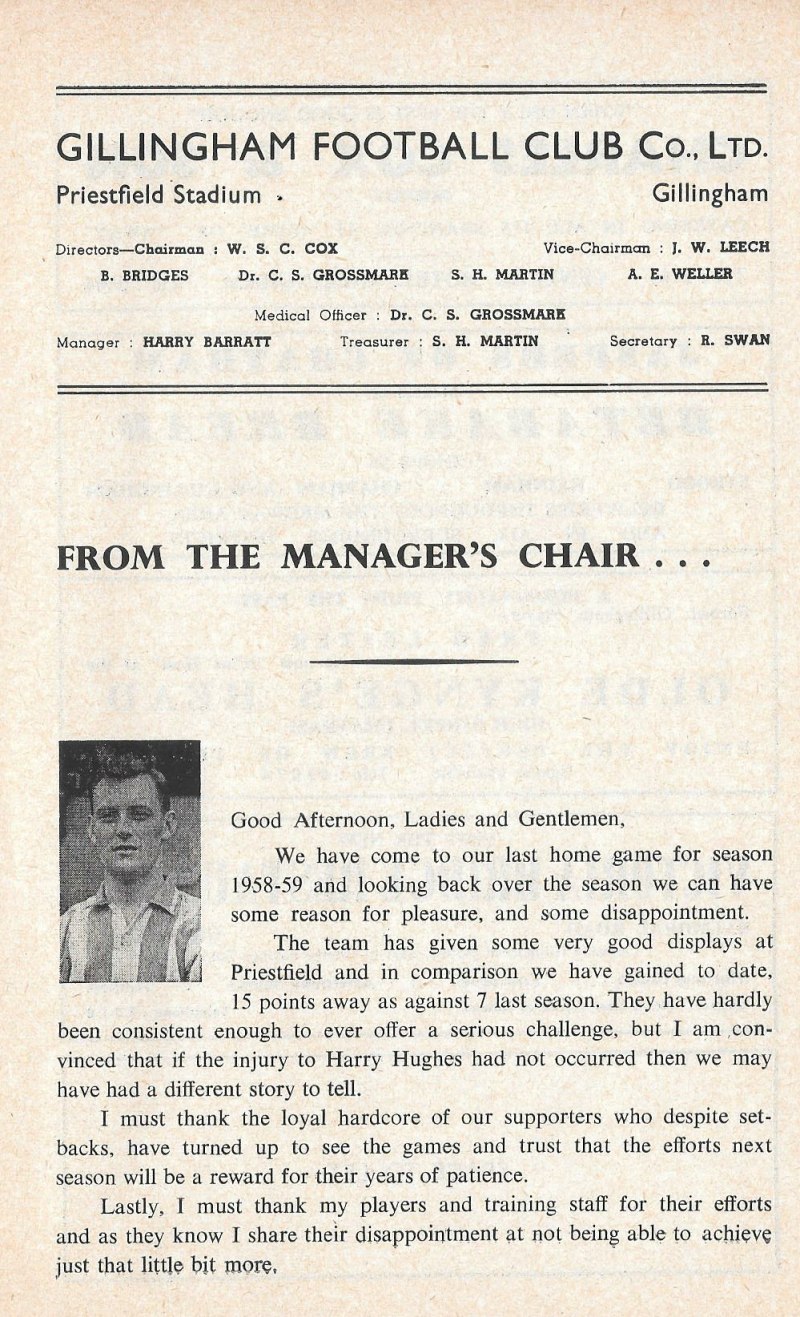 GILLINGHAM FOOTBALL CLUB Co., LTD.
Priestfield Stadium Gillingham
Directors—Chairman : W. S. C. COX Vice-Chairman : J. W. LEECH
B. BRIDGES Dr. C. S. GROSSMARK S. H. MARTIN A. E. WELLER
Medical Officer : Dr. C. S. GROSSMARK
Manager : HARRY BARRATT Treasurer : S. H. MARTIN Secretary : R. SWAN
FROM THE MANAGER'S CHAIR . . .
Good Afternoon, Ladies and Gentlemen,
We have come to our last home game for season
1958-59 and looking back over the season we can have
some reason for pleasure, and some disappointment.
The team has given some very good displays at
Priestfield and in comparison we have gained to date,
15 points away as against 7 last season. They have hardly
been consistent enough to ever offer a serious challenge, but I am con-
vinced that if the injury to Harry Hughes had not occurred then we may
have had a different story to tell.
I must thank the loyal hardcore of our supporters who despite set-
backs, have turned up to see the games and trust that the efforts next
season will be a reward for their years of patience.
Lastly, I must thank my players and training staff for their efforts
and as they know I share their disappointment at not being able to achieve
just that little bit more.